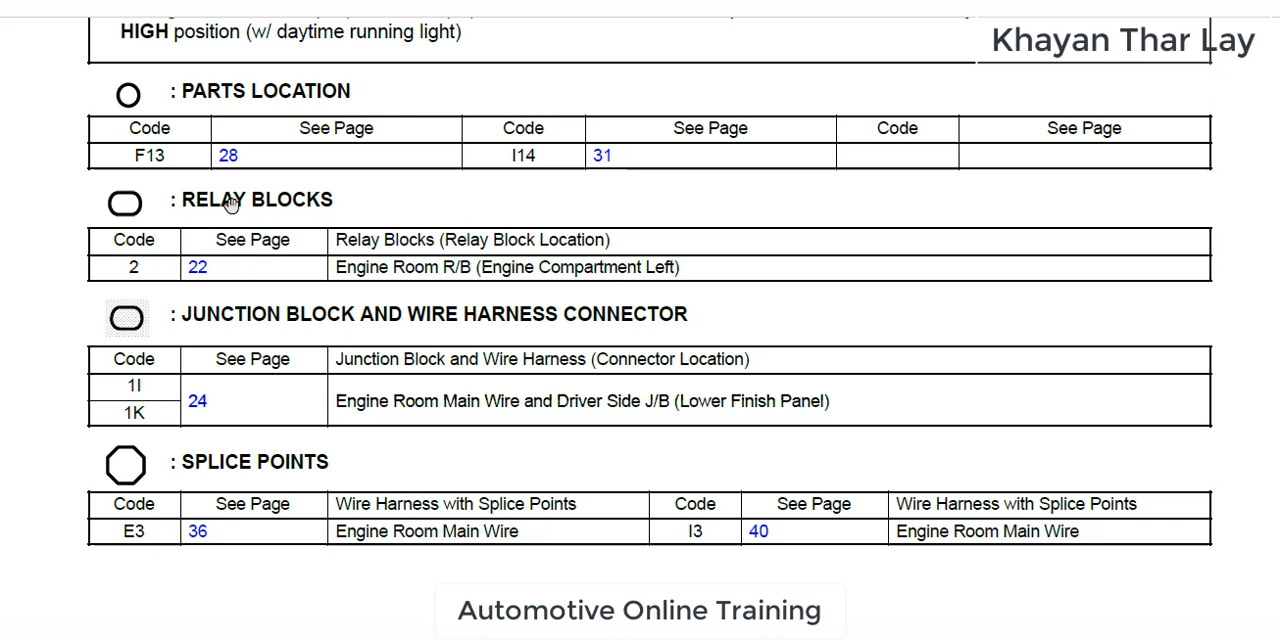 HIGH position (w/ daytime running light)
Khayan Thar Lay
: PARTS LOCATION
Code See Page Code See Page Code See Page
F13 28 I14 31
: RELAY BLOCKS
Code See Page Relay Blocks (Relay Block Location)
2 22 Engine Room R/B (Engine Compartment Left)
: JUNCTION BLOCK AND WIRE HARNESS CONNECTOR
Code See Page Junction Block and Wire Harness (Connector Location)
1I
24 Engine Room Main Wire and Driver Side J/B (Lower Finish Panel)
1K
: SPLICE POINTS
Code See Page Wire Harness with Splice Points Code See Page Wire Harness with Splice Points
E3 36 Engine Room Main Wire I3 40 Engine Room Main Wire
Automotive Online Training